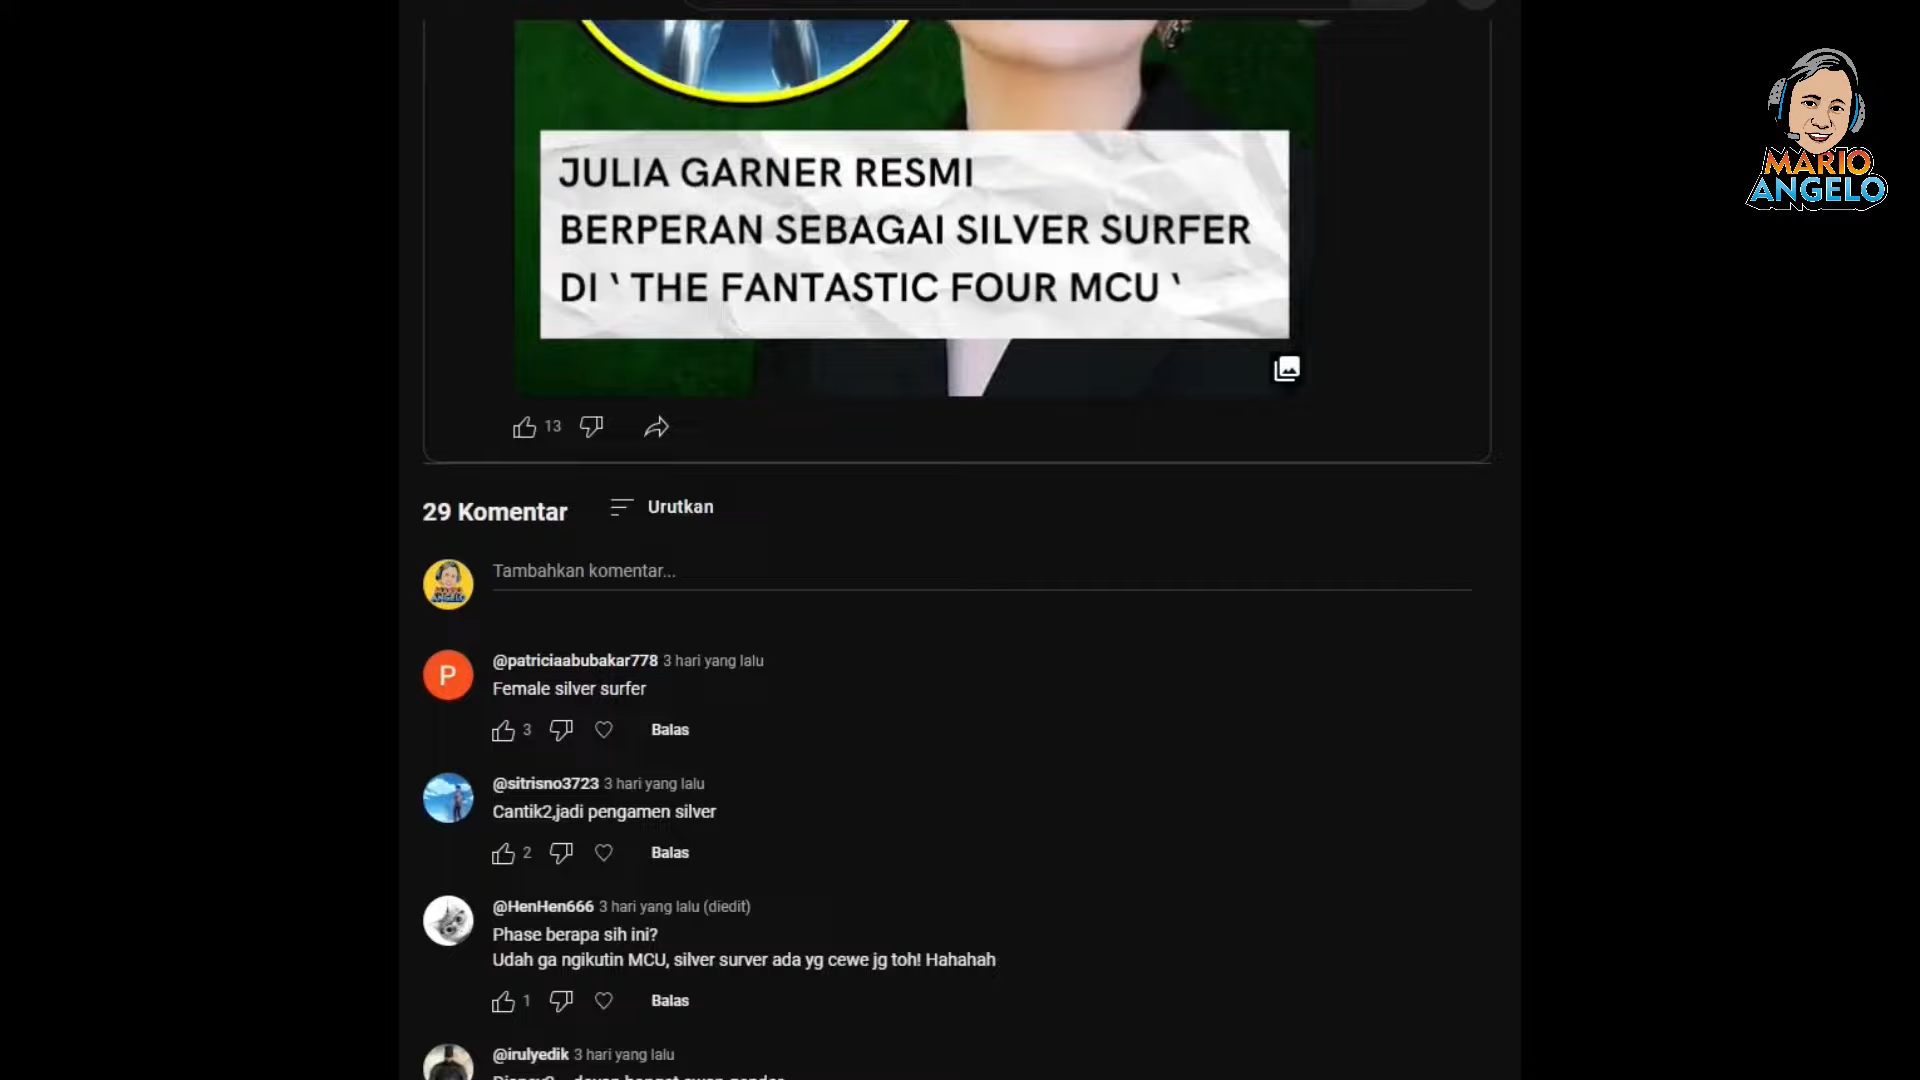 MARIO
ANGELO
JULIA GARNER RESMI
BERPERAN SEBAGAI SILVER SURFER
DI ` THE FANTASTIC FOUR MCU `
13
29 Komentar
Urutkan
Tambahkan komentar...
@patriciaabubakar778 3 hari yang lalu
P
Female silver surfer
3 Balas
@sitrisno3723 3 hari yang lalu
Cantik2,jadi pengamen silver
2 Balas
@HenHen666 3 hari yang lalu (diedit)
Phase berapa sih ini?
Udah ga ngikutin MCU, silver surver ada yg cewe jg toh! Hahahah
1 Balas
@irulyedik 3 hari yang lalu